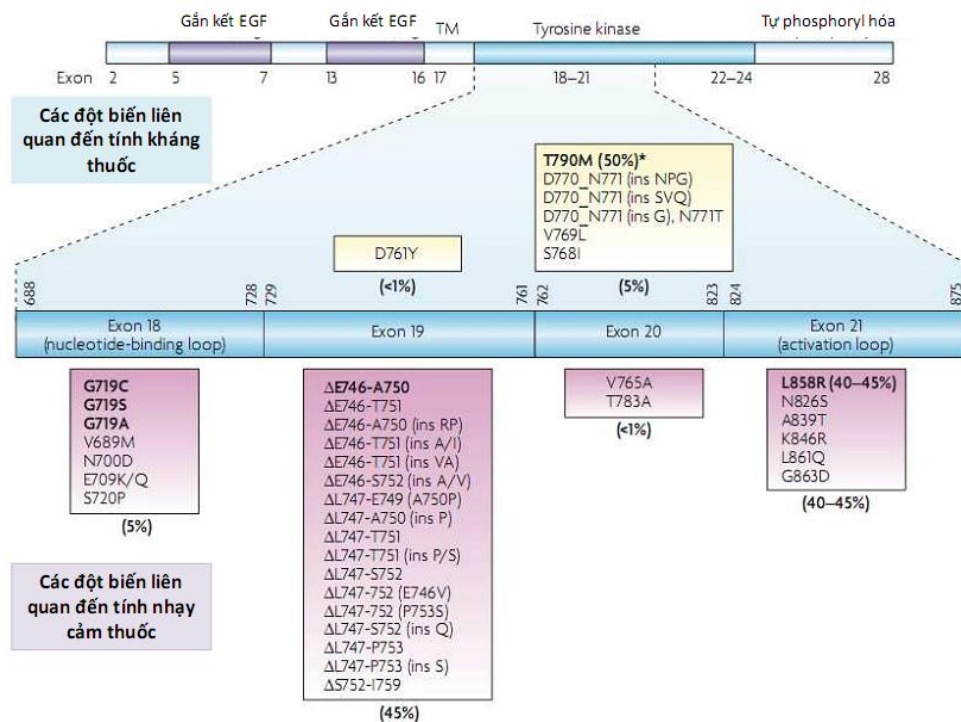 Gắn kết EGF
Gắn kết EGF
TM
Tyrosine kinase
Tự phosphoryl hóa
Exon 2 5 7 13 16 17 18–21 22–24 28
Các đột biến liên
quan đến tính kháng
thuốc
T790M (50%)*
D770_N771 (ins NPG)
D770_N771 (ins SVQ)
D770_N771 (ins G), N771T
V769L
S768I
(5%)
D761Y
(<1%)
688
728
729
761
762
823
824
875
Exon 18
(nucleotide-binding loop)
Exon 19
Exon 20
Exon 21
(activation loop)
G719C
G719S
G719A
V689M
N700D
E709K/Q
S720P
(5%)
ΔE746-A750
ΔE746-T751
ΔE746-A750 (ins RP)
ΔE746-T751 (ins A/I)
ΔE746-T751 (ins VA)
ΔE746-S752 (ins A/V)
ΔL747-E749 (A750P)
ΔL747-A750 (ins P)
ΔL747-T751
ΔL747-T751 (ins P/S)
ΔL747-S752
ΔL747-752 (E746V)
ΔL747-752 (P753S)
ΔL747-S752 (ins Q)
ΔL747-P753
ΔL747-P753 (ins S)
ΔS752-I759
(45%)
V765A
T783A
(<1%)
L858R (40–45%)
N826S
A839T
K846R
L861Q
G863D
(40–45%)
Các đột biến liên
quan đến tính nhạy
cảm thuốc